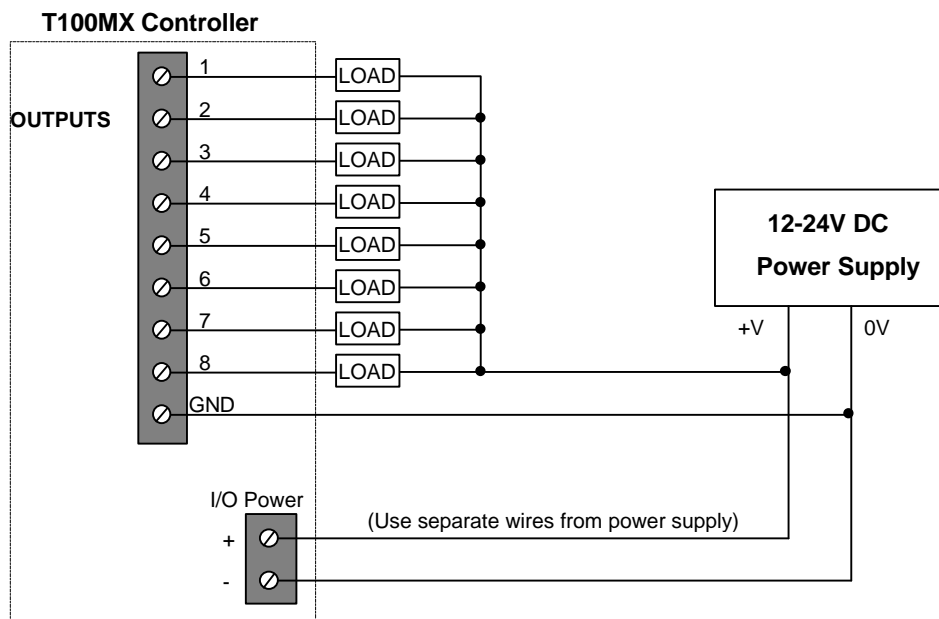 T100MX Controller
OUTPUTS
1
LOAD
2
LOAD
3
LOAD
4
LOAD
5
LOAD
6
LOAD
7
LOAD
8
LOAD
GND
12-24V DC
Power Supply
+V
0V
I/O Power
+
-
(Use separate wires from power supply)